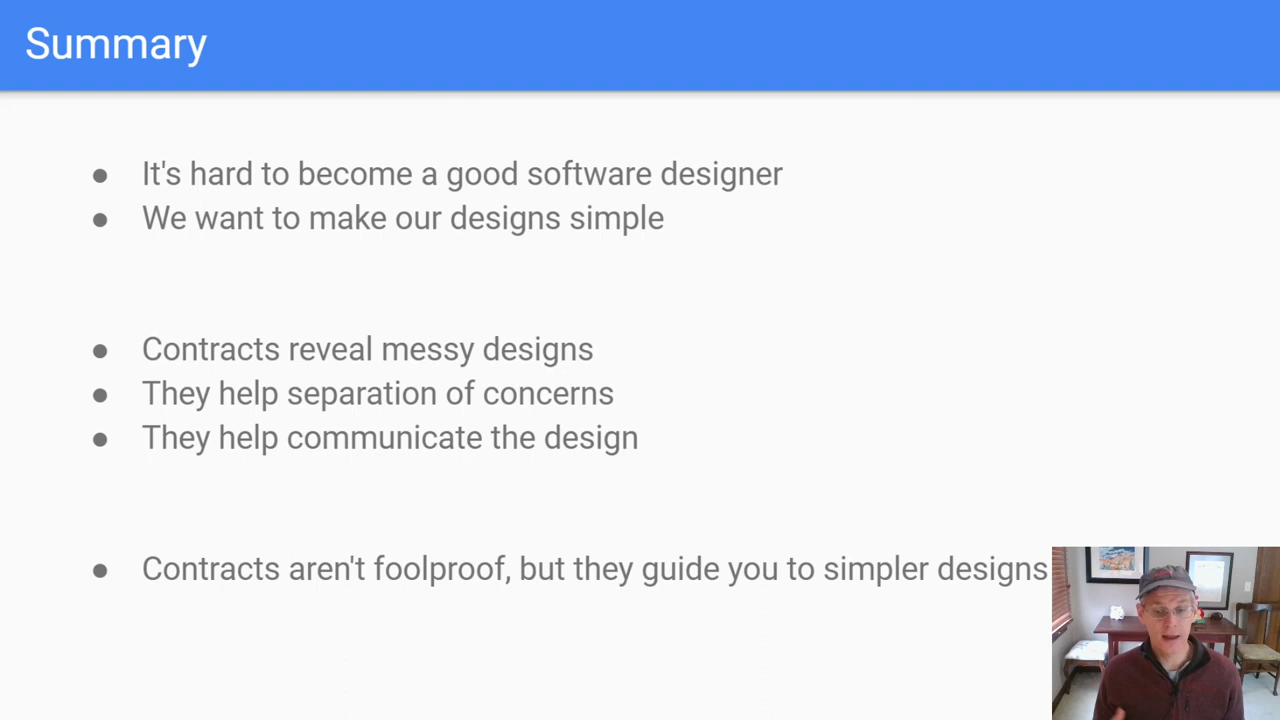 Summary
● It's hard to become a good software designer
● We want to make our designs simple
● Contracts reveal messy designs
● They help separation of concerns
● They help communicate the design
● Contracts aren't foolproof, but they guide you to simpler designs